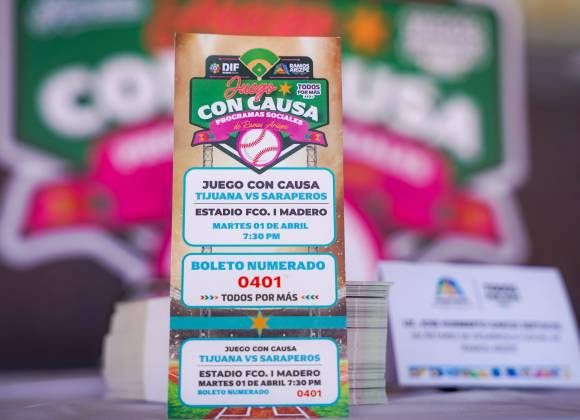 DIF
RAMOS ARIZPE
Juego
TODOS
POR MÁS
CON CAUSA
PROGRAMAS SOCIALES
de Ramos Arizpe
JUEGO CON CAUSA
TIJUANA VS SARAPEROS
ESTADIO FCO. I MADERO
MARTES 01 DE ABRIL
7:30 PM
BOLETO NUMERADO
0401
TODOS POR MÁS
JUEGO CON CAUSA
TIJUANA VS SARAPEROS
ESTADIO FCO. I MADERO
MARTES 01 DE ABRIL 7:30 PM
BOLETO NUMERADO 0401
CON CAUSA